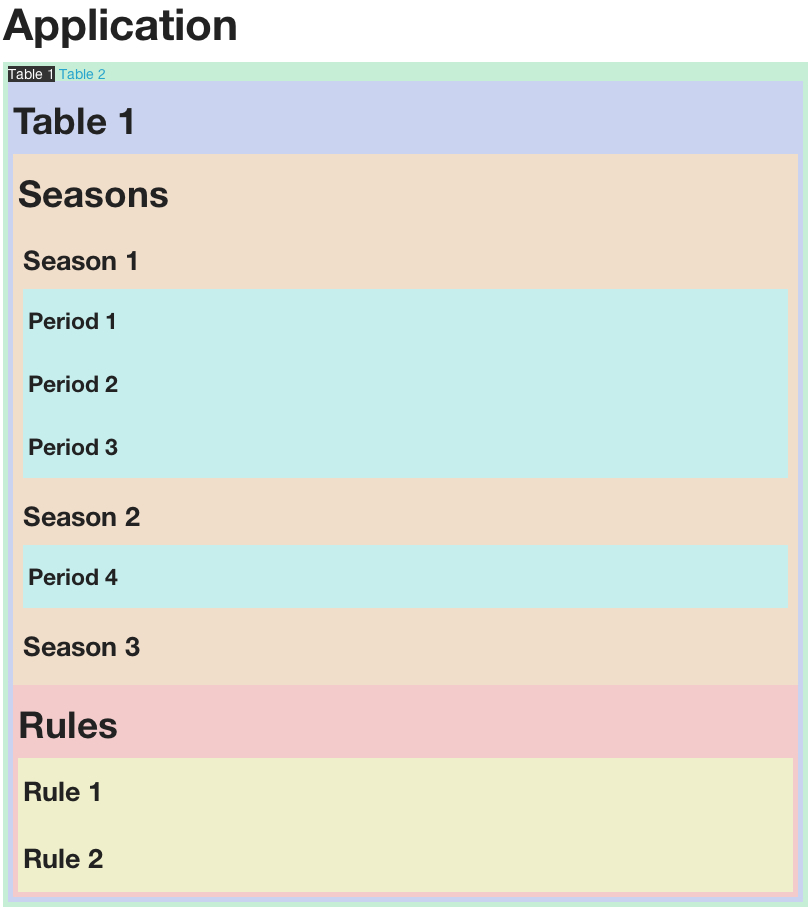 Application
Table 1 Table 2
Table 1
Seasons
Season 1
Period 1
Period 2
Period 3
Season 2
Period 4
Season 3
Rules
Rule 1
Rule 2